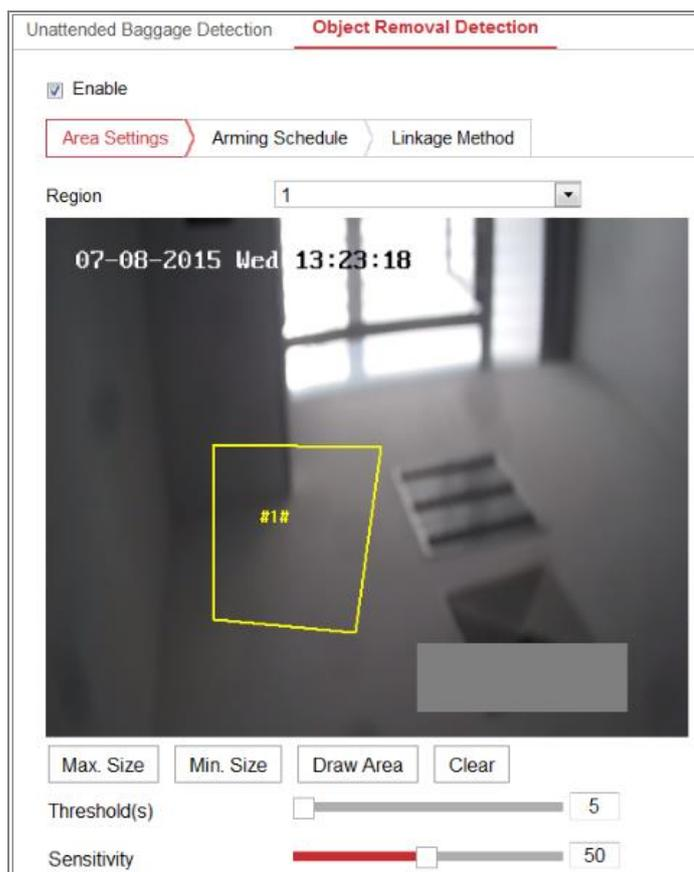 Unattended Baggage Detection Object Removal Detection
Enable
Area Settings Arming Schedule Linkage Method
Region 1
07-08-2015 Wed 13:23:18
#1#
Max. Size Min. Size Draw Area Clear
Threshold(s) 5
Sensitivity 50